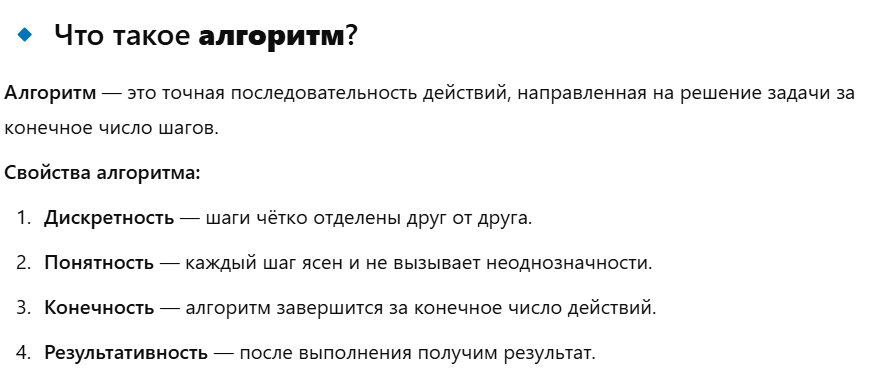 Что такое алгоритм?
Алгоритм — это точная последовательность действий, направленная на решение задачи за
конечное число шагов.
Свойства алгоритма:
1. Дискретность — шаги чётко отделены друг от друга.
2. Понятность — каждый шаг ясен и не вызывает неоднозначности.
3. Конечность — алгоритм завершится за конечное число действий.
4. Результативность — после выполнения получим результат.